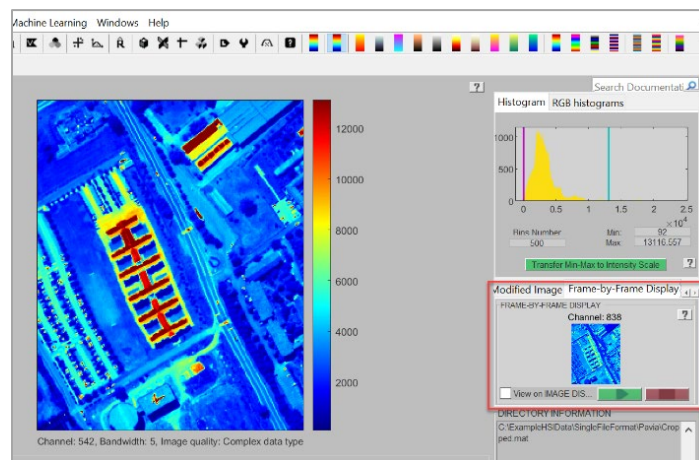 Machine Learning Windows Help
?
Search Documentati
Histogram RGB histograms
12000
10000
8000
6000
4000
2000
1000
500
0
0 0.5 1 1.5 2 2.5
×10^4
Bins Number Min: 92
500 Max: 13116.557
Transfer Min-Max to Intensity Scale ?
Modified Image Frame-by-Frame Display
FRAME-BY-FRAME DISPLAY
Channel: 838 ?
View on IMAGE DIS...
DIRECTORY INFORMATION
C:\ExampleHSIData\SingleFileFormat\Pavia\Crop
ped.mat
Channel: 542, Bandwidth: 5, Image quality: Complex data type